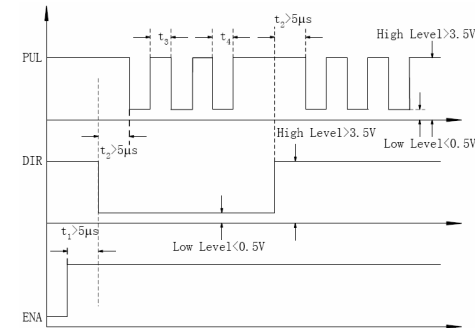 t₂>5μs
t₃
t₄
High Level>3.5V
PUL
t₂>5μs
High Level>3.5V
Low Level<0.5V
DIR
t₁>5μs
Low Level<0.5V
ENA